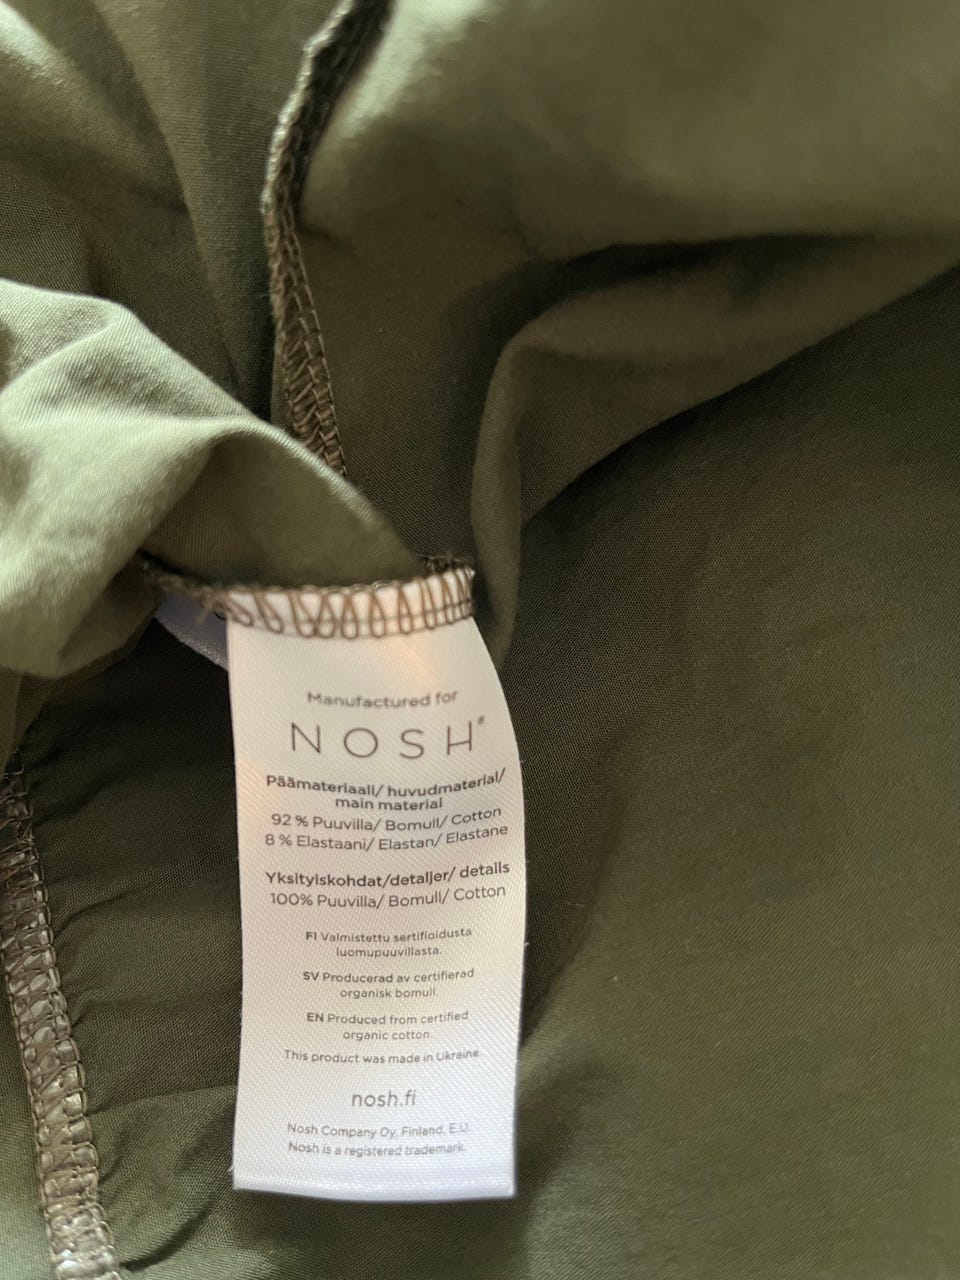 Manufactured for
NOSH®
Päämateriaali/ huvudmaterial/
main material
92 % Puuvilla/ Bomull/ Cotton
8 % Elastaani/ Elastan/ Elastane
Yksityiskohdat/detaljer/ details
100% Puuvilla/ Bomull/ Cotton
FI Valmistettu sertifioidusta
luomupuuvillasta.
SV Producerad av certifierad
organisk bomull.
EN Produced from certified
organic cotton.
This product was made in Ukraine.
nosh.fi
Nosh Company Oy, Finland, E.U.
Nosh is a registered trademark.